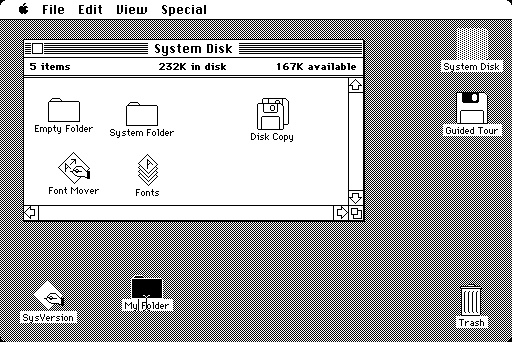 File Edit View Special
System Disk
5 items 232K in disk 167K available
Empty Folder
System Folder
Disk Copy
Font Mover
Fonts
System Disk
Guided Tour
SysVersion
My Folder
Trash